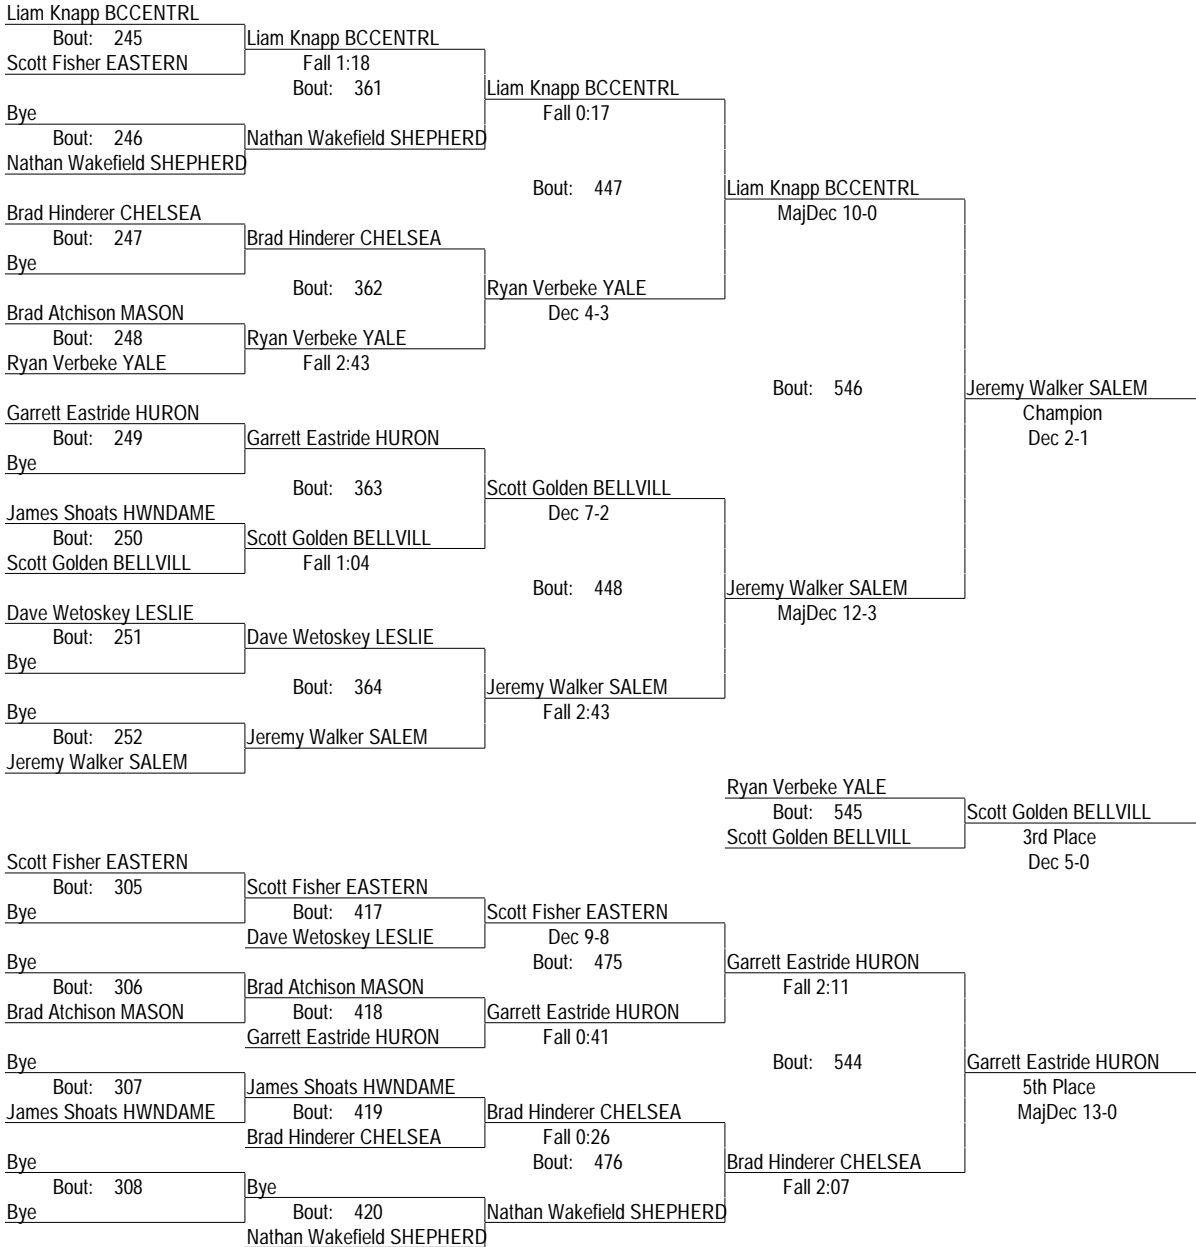 Liam Knapp BCCENTRL
Bout: 245 Liam Knapp BCCENTRL
Scott Fisher EASTERN Fall 1:18
Bout: 361 Liam Knapp BCCENTRL
Bye Fall 0:17
Bout: 246 Nathan Wakefield SHEPHERD
Nathan Wakefield SHEPHERD
Bout: 447 Liam Knapp BCCENTRL
Brad Hinderer CHELSEA MajDec 10-0
Bout: 247 Brad Hinderer CHELSEA
Bye
Bout: 362 Ryan Verbeke YALE
Brad Atchison MASON Dec 4-3
Bout: 248 Ryan Verbeke YALE
Ryan Verbeke YALE Fall 2:43
Bout: 546 Jeremy Walker SALEM
Garrett Eastride HURON Champion
Bout: 249 Garrett Eastride HURON Dec 2-1
Bye
Bout: 363 Scott Golden BELLVILL
James Shoats HWNDAME Dec 7-2
Bout: 250 Scott Golden BELLVILL
Scott Golden BELLVILL Fall 1:04
Bout: 448 Jeremy Walker SALEM
Dave Wetoskey LESLIE MajDec 12-3
Bout: 251 Dave Wetoskey LESLIE
Bye
Bout: 364 Jeremy Walker SALEM
Bye Fall 2:43
Bout: 252 Jeremy Walker SALEM
Jeremy Walker SALEM
Ryan Verbeke YALE
Bout: 545 Scott Golden BELLVILL
Scott Golden BELLVILL 3rd Place
Scott Fisher EASTERN Dec 5-0
Bout: 305 Scott Fisher EASTERN
Bye Bout: 417 Scott Fisher EASTERN
Dave Wetoskey LESLIE Dec 9-8
Bye Bout: 475 Garrett Eastride HURON
Bout: 306 Brad Atchison MASON Fall 2:11
Brad Atchison MASON Bout: 418 Garrett Eastride HURON
Garrett Eastride HURON Fall 0:41
Bye Bout: 544 Garrett Eastride HURON
Bout: 307 James Shoats HWNDAME 5th Place
James Shoats HWNDAME Bout: 419 Brad Hinderer CHELSEA MajDec 13-0
Brad Hinderer CHELSEA Fall 0:26
Bye Bout: 476 Brad Hinderer CHELSEA
Bout: 308 Bye Fall 2:07
Bye Bout: 420 Nathan Wakefield SHEPHERD
Nathan Wakefield SHEPHERD